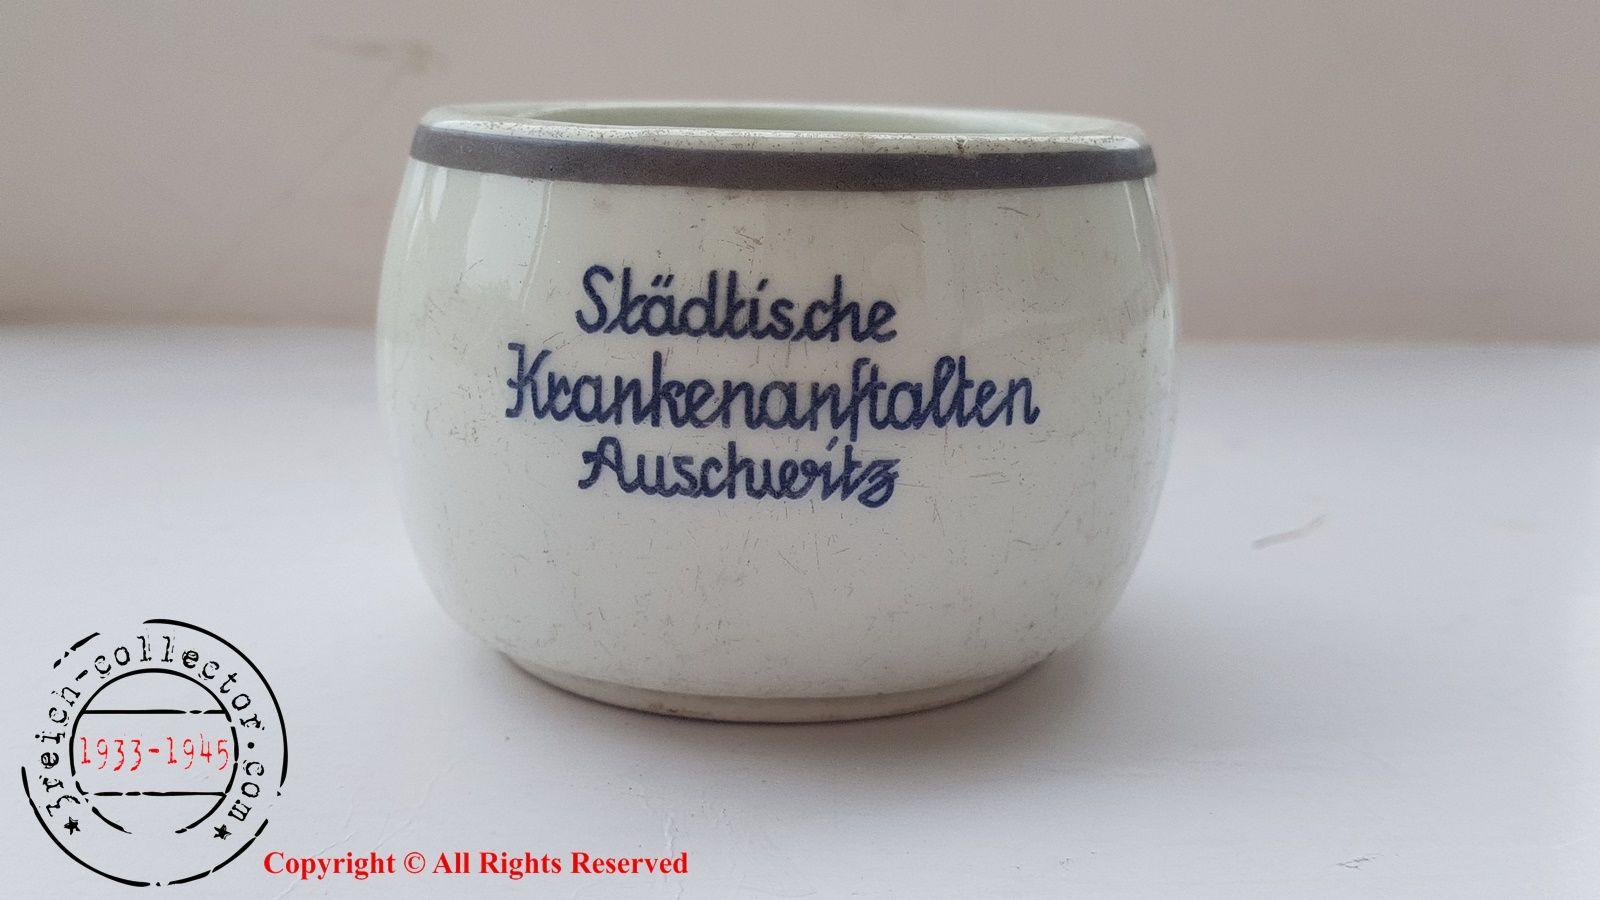 Städtische
Krankenanſtalten
Auschwitz
3reich-collector.com
1933-1945
Copyright © All Rights Reserved